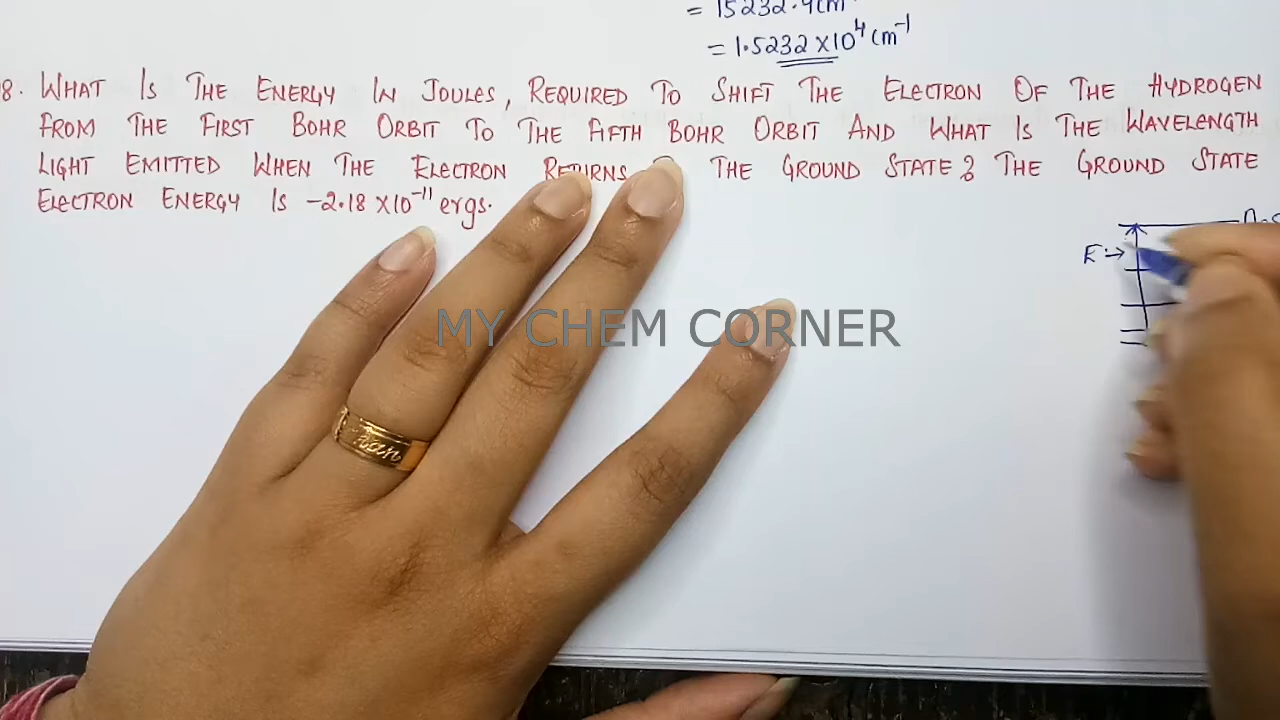 = 15232.4cm
= 1.5232 ×10⁴ cm⁻¹
8. WHAT IS THE ENERGY IN JOULES, REQUIRED TO SHIFT THE ELECTRON OF THE HYDROGEN
FROM THE FIRST BOHR ORBIT TO THE FIFTH BOHR ORBIT AND WHAT IS THE WAVELENGTH
LIGHT EMITTED WHEN THE ELECTRON RETURNS THE GROUND STATE? THE GROUND STATE
ELECTRON ENERGY IS -2.18 ×10⁻¹¹ ergs.
E:→
MY CHEM CORNER